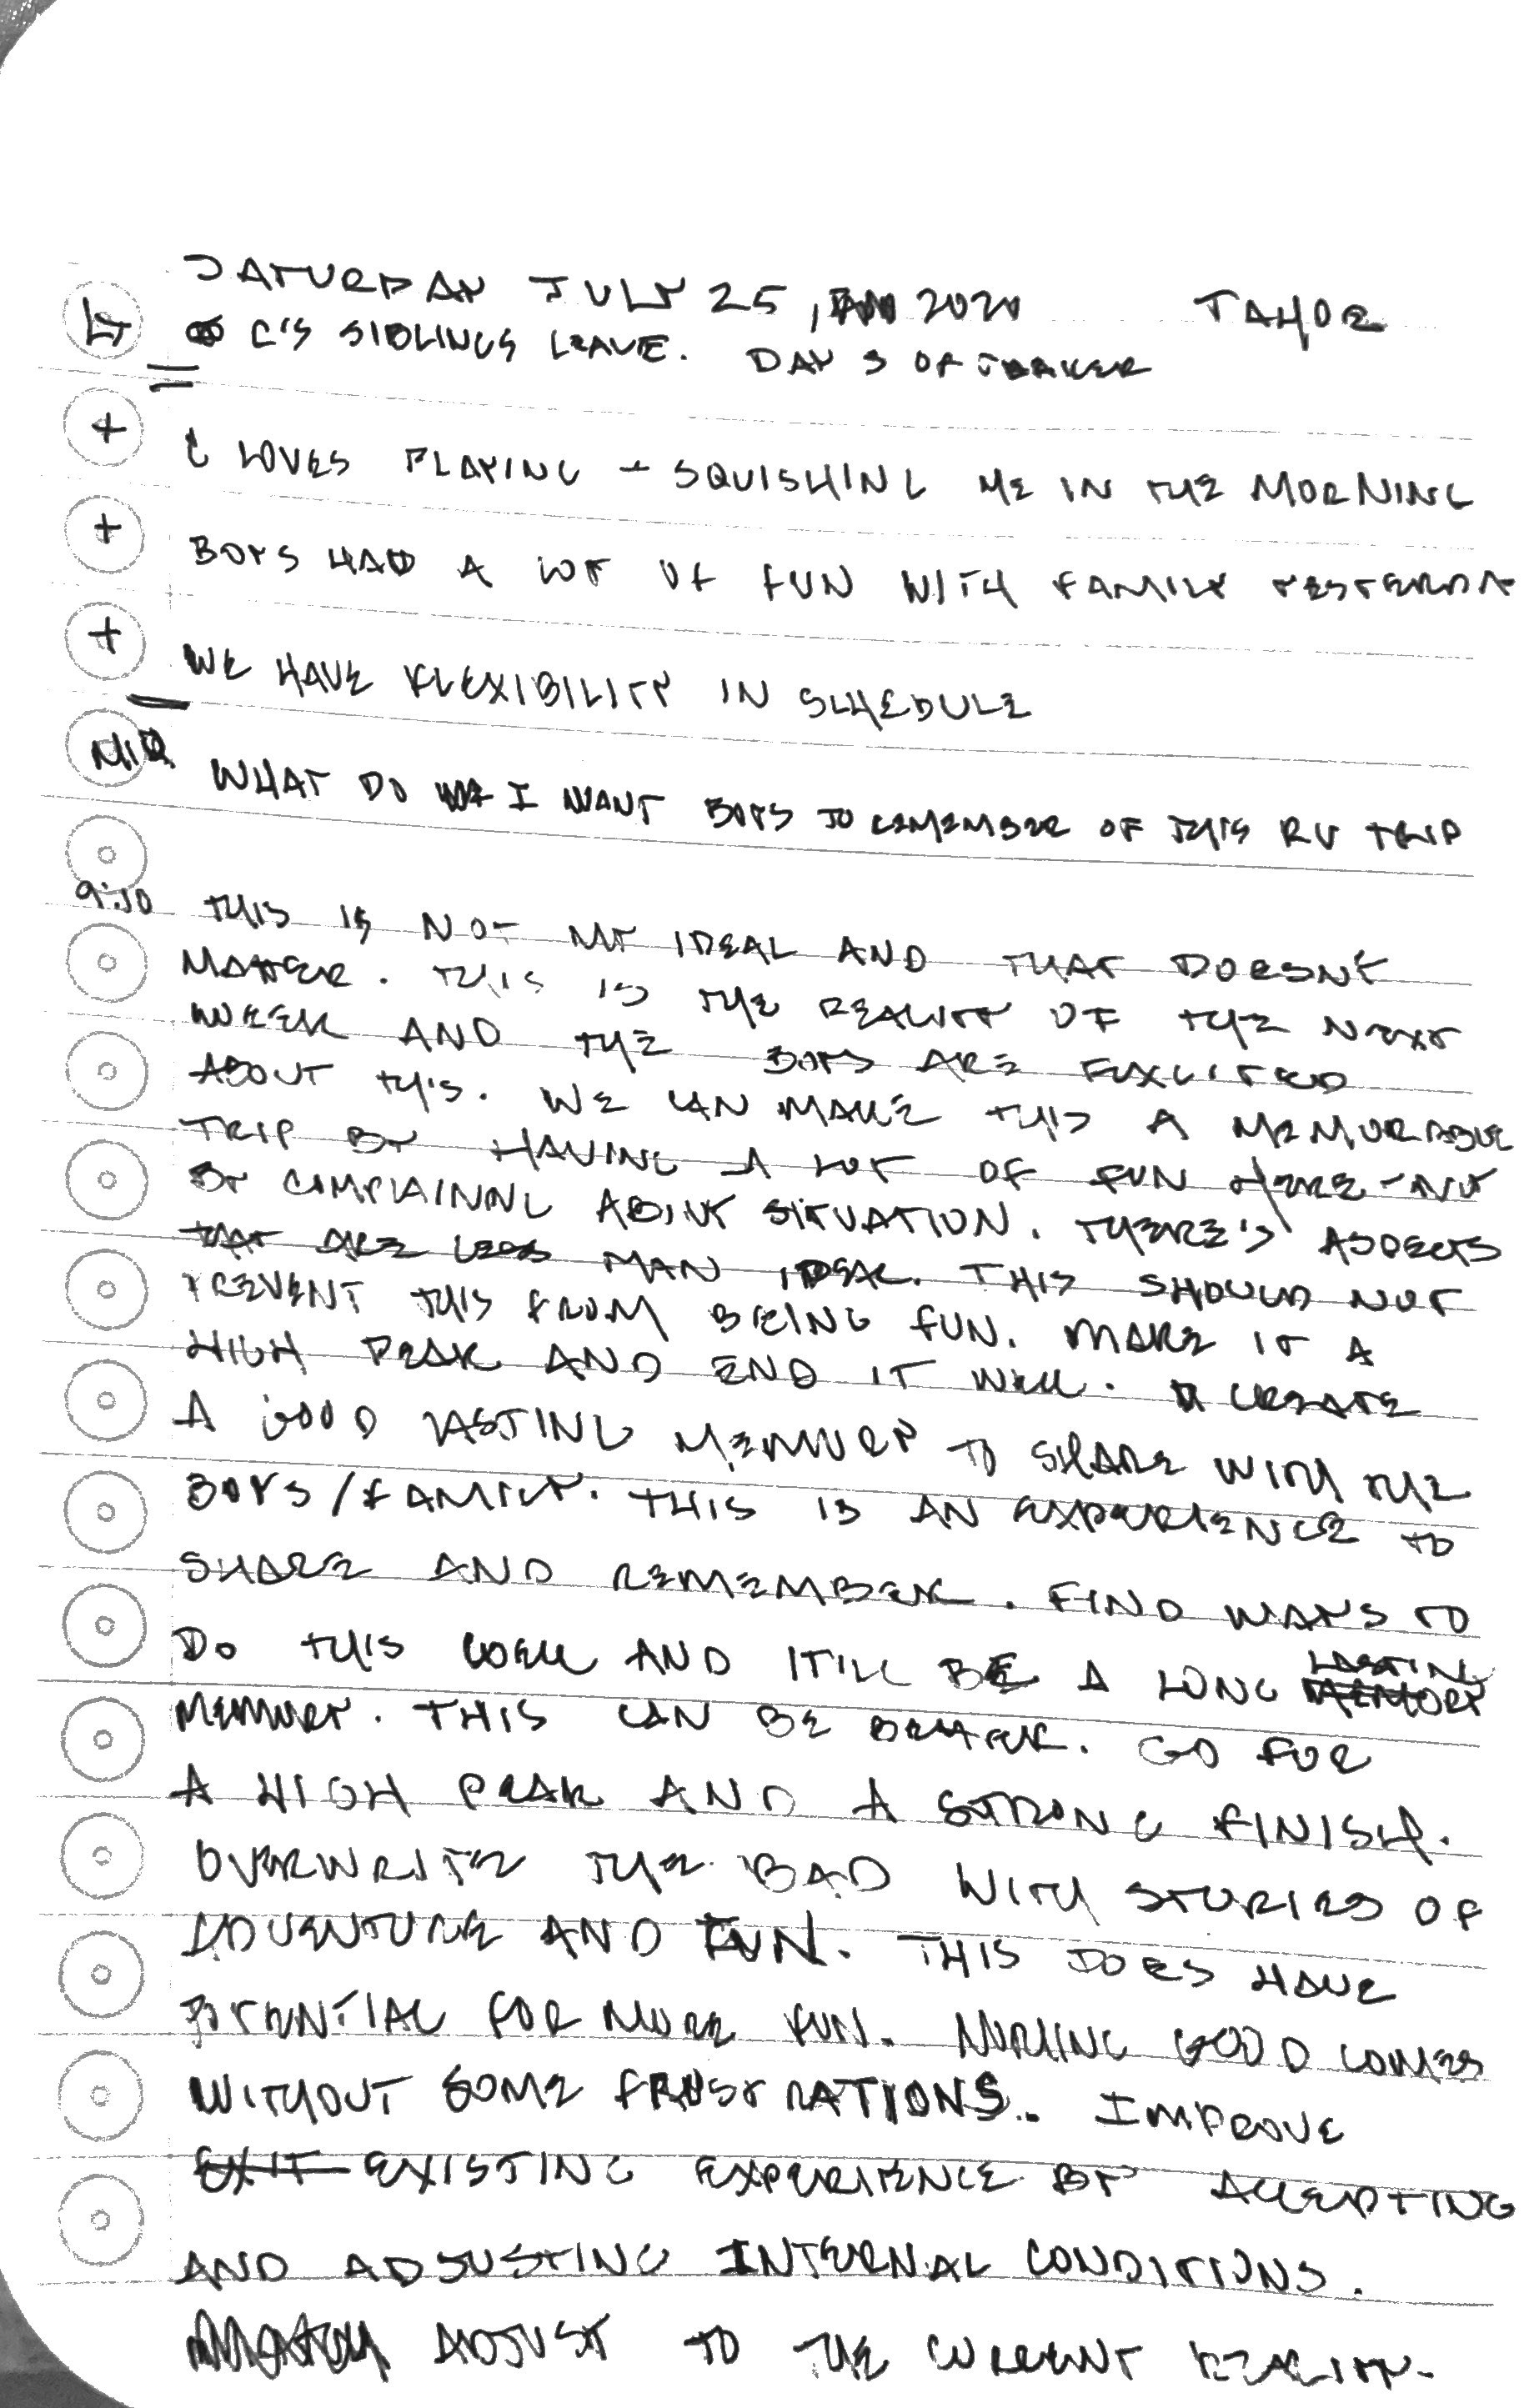 SATURDAY JULY 25, 2020 TAHOE
C'S SIBLINGS LEAVE. DAY 3 OF
+ C LOVES PLAYING + SQUISHING ME IN THE MORNING
+ BOYS HAD A LOT OF FUN WITH FAMILY YESTERDA
+ WE HAVE FLEXIBILITY IN SCHEDULE
MIQ WHAT DO I WANT BOYS TO REMEMBER OF THIS RV TRIP
9:10 THIS IS NOT MY IDEAL AND THAT DOESN'T
MATTER. THIS IS THE REALITY OF THE NEXT
WEEK AND THE BOYS ARE EXCITED
ABOUT THIS. WE CAN MAKE THIS A MEMORABLE
TRIP BY HAVING A LOT OF FUN HERE - NOT
BY COMPLAINING ABOUT SITUATION. THERE'S ASPECTS
THAT ARE LESS THAN IDEAL. THIS SHOULD NOT
PREVENT THIS FROM BEING FUN. MAKE IT A
HIGH PEAK AND END IT WELL. CREATE
A GOOD LASTING MEMORY TO SHARE WITH THE
BOYS/FAMILY. THIS IS AN EXPERIENCE TO
SHARE AND REMEMBER. FIND WAYS TO
DO THIS WELL AND IT'LL BE A LONG LASTING
MEMORY. THIS CAN BE BETTER. GO FOR
A HIGH PEAK AND A STRONG FINISH.
OVERWRITE THE BAD WITH STORIES OF
ADVENTURE AND FUN. THIS DOES HAVE
POTENTIAL FOR MORE FUN. NOTHING GOOD COMES
WITHOUT SOME FRUSTRATIONS.. IMPROVE
EXIT EXISTING EXPERIENCE BY ACCEPTING
AND ADJUSTING INTERNAL CONDITIONS.
ADJUST TO THE CURRENT REALITY.